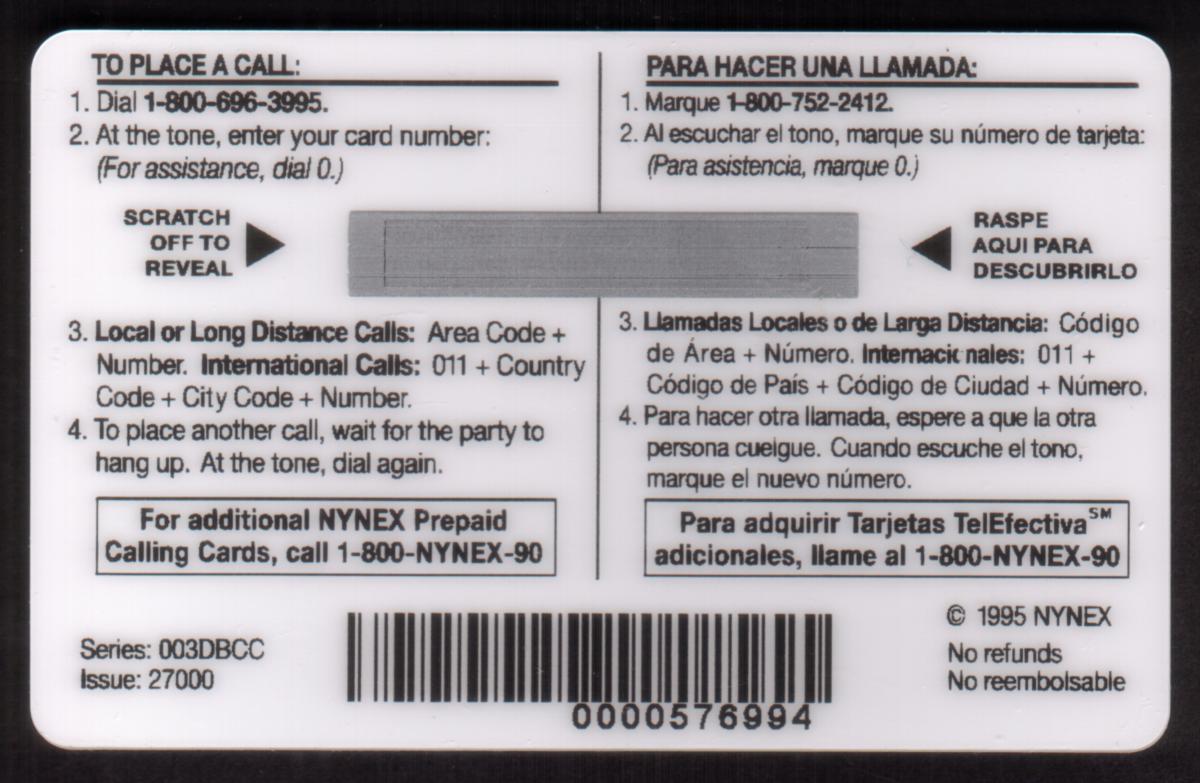 TO PLACE A CALL:
1. Dial 1-800-696-3995.
2. At the tone, enter your card number:
(For assistance, dial 0.)
SCRATCH
OFF TO
REVEAL
3. Local or Long Distance Calls: Area Code +
Number. International Calls: 011 + Country
Code + City Code + Number.
4. To place another call, wait for the party to
hang up. At the tone, dial again.
For additional NYNEX Prepaid
Calling Cards, call 1-800-NYNEX-90
PARA HACER UNA LLAMADA:
1. Marque 1-800-752-2412.
2. Al escuchar el tono, marque su número de tarjeta:
(Para asistencia, marque 0.)
RASPE
AQUI PARA
DESCUBRIRLO
3. Llamadas Locales o de Larga Distancia: Código
de Área + Número. Internacionales: 011 +
Código de País + Código de Ciudad + Número.
4. Para hacer otra llamada, espere a que la otra
persona cuelgue. Cuando escuche el tono,
marque el nuevo número.
Para adquirir Tarjetas TelEfectiva℠
adicionales, llame al 1-800-NYNEX-90
Series: 003DBCC
Issue: 27000
0000576994
© 1995 NYNEX
No refunds
No reembolsable